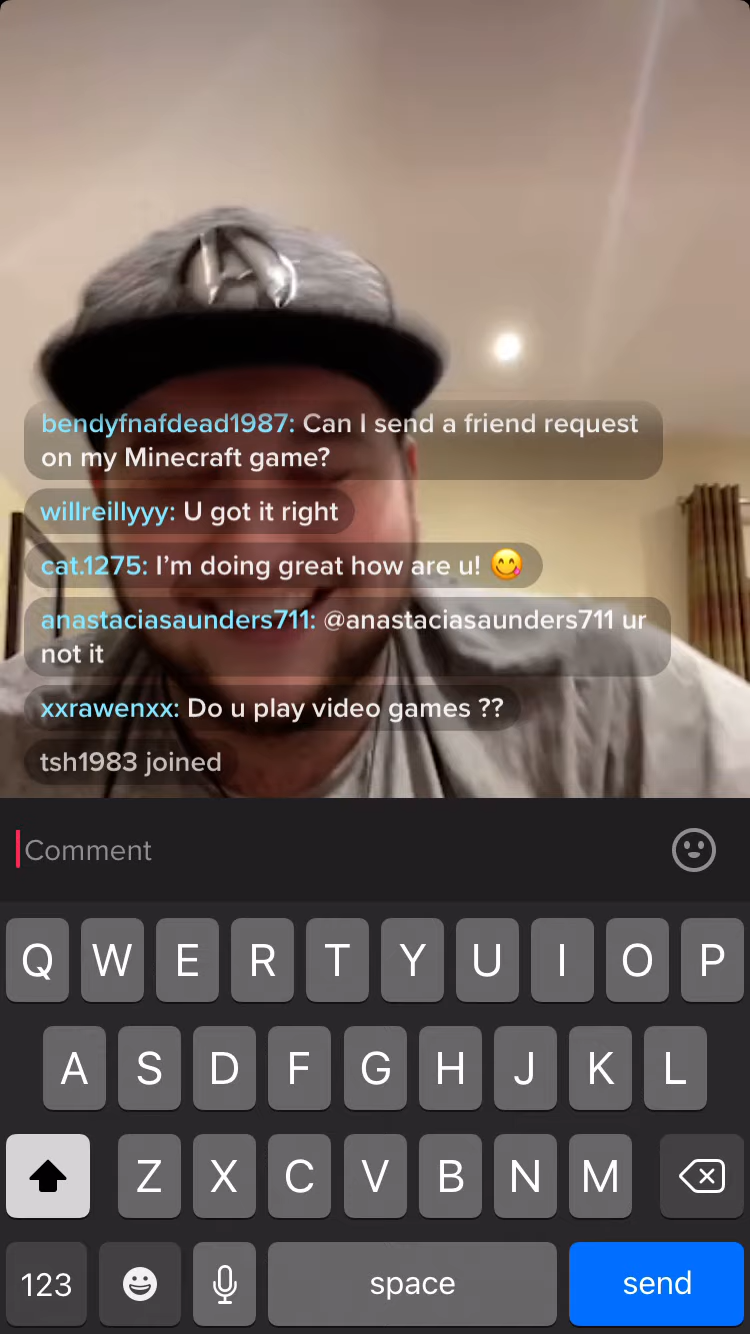 bendyfnafdead1987: Can I send a friend request
on my Minecraft game?
willreillyyy: U got it right
cat.1275: I’m doing great how are u! 😋
anastaciasaunders711: @anastaciasaunders711 ur
not it
xxrawenxx: Do u play video games ??
tsh1983 joined
Comment
Q W E R T Y U I O P
A S D F G H J K L
Z X C V B N M
123 space send